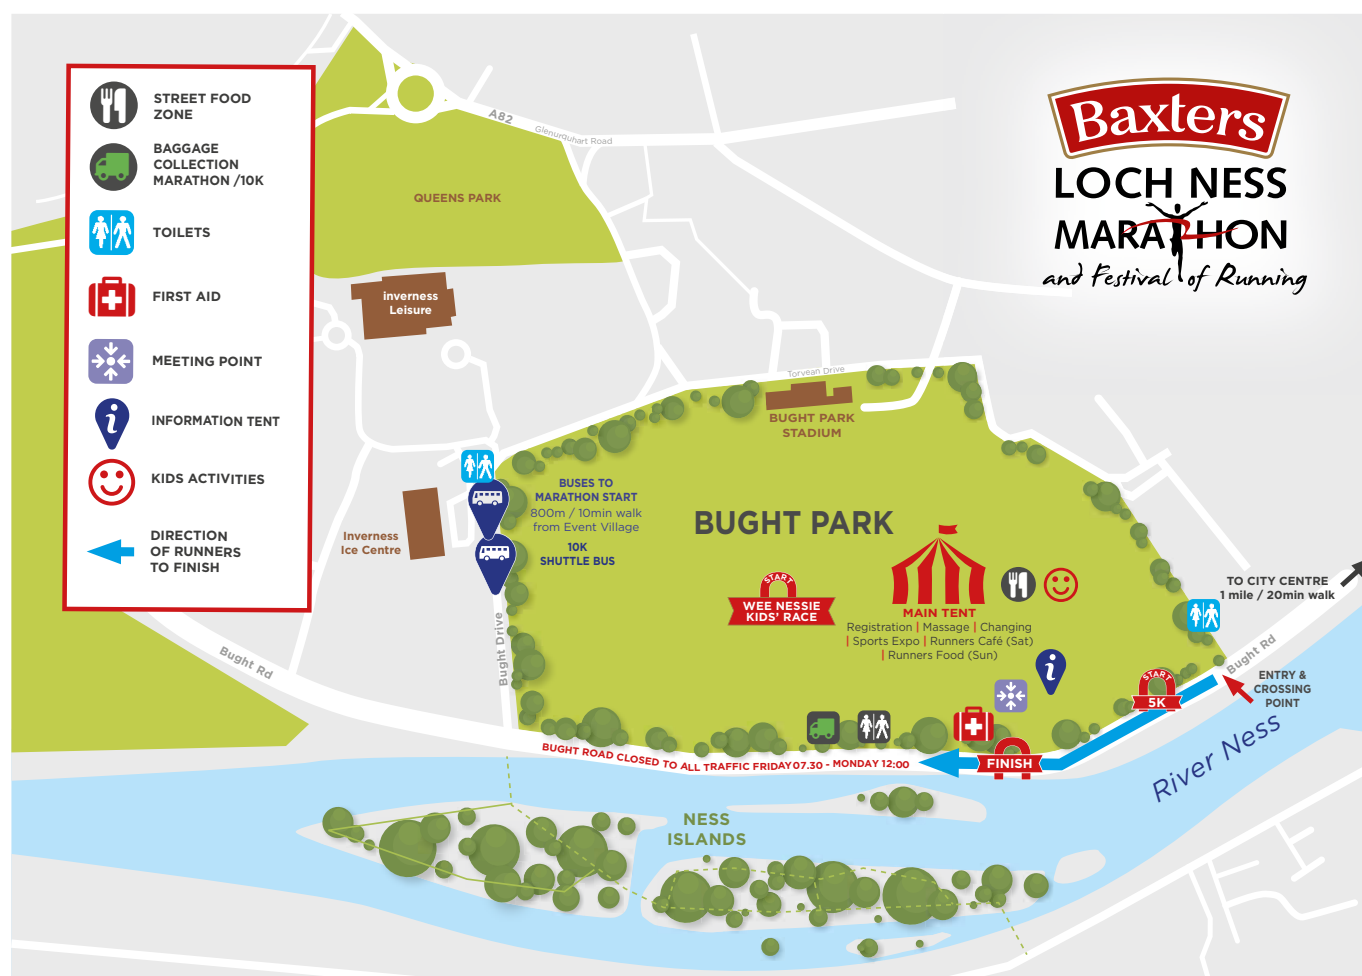 STREET FOOD
ZONE
BAGGAGE
COLLECTION
MARATHON /10K
TOILETS
FIRST AID
MEETING POINT
i
INFORMATION TENT
KIDS ACTIVITIES
DIRECTION
OF RUNNERS
TO FINISH
Baxters
LOCH NESS
MARATHON
and Festival of Running
A82
Glenurquhart Road
QUEENS PARK
inverness
Leisure
Torvean Drive
BUGHT PARK
STADIUM
BUSES TO
MARATHON START
800m / 10min walk
from Event Village
10K
SHUTTLE BUS
Inverness
Ice Centre
BUGHT PARK
START
WEE NESSIE
KIDS' RACE
MAIN TENT
Registration | Massage | Changing
| Sports Expo | Runners Café (Sat)
| Runners Food (Sun)
TO CITY CENTRE
1 mile / 20min walk
Bught Rd
Bught Drive
Bught Rd
i
START
5K
ENTRY &
CROSSING
POINT
FINISH
BUGHT ROAD CLOSED TO ALL TRAFFIC FRIDAY 07.30 - MONDAY 12:00
River Ness
NESS
ISLANDS